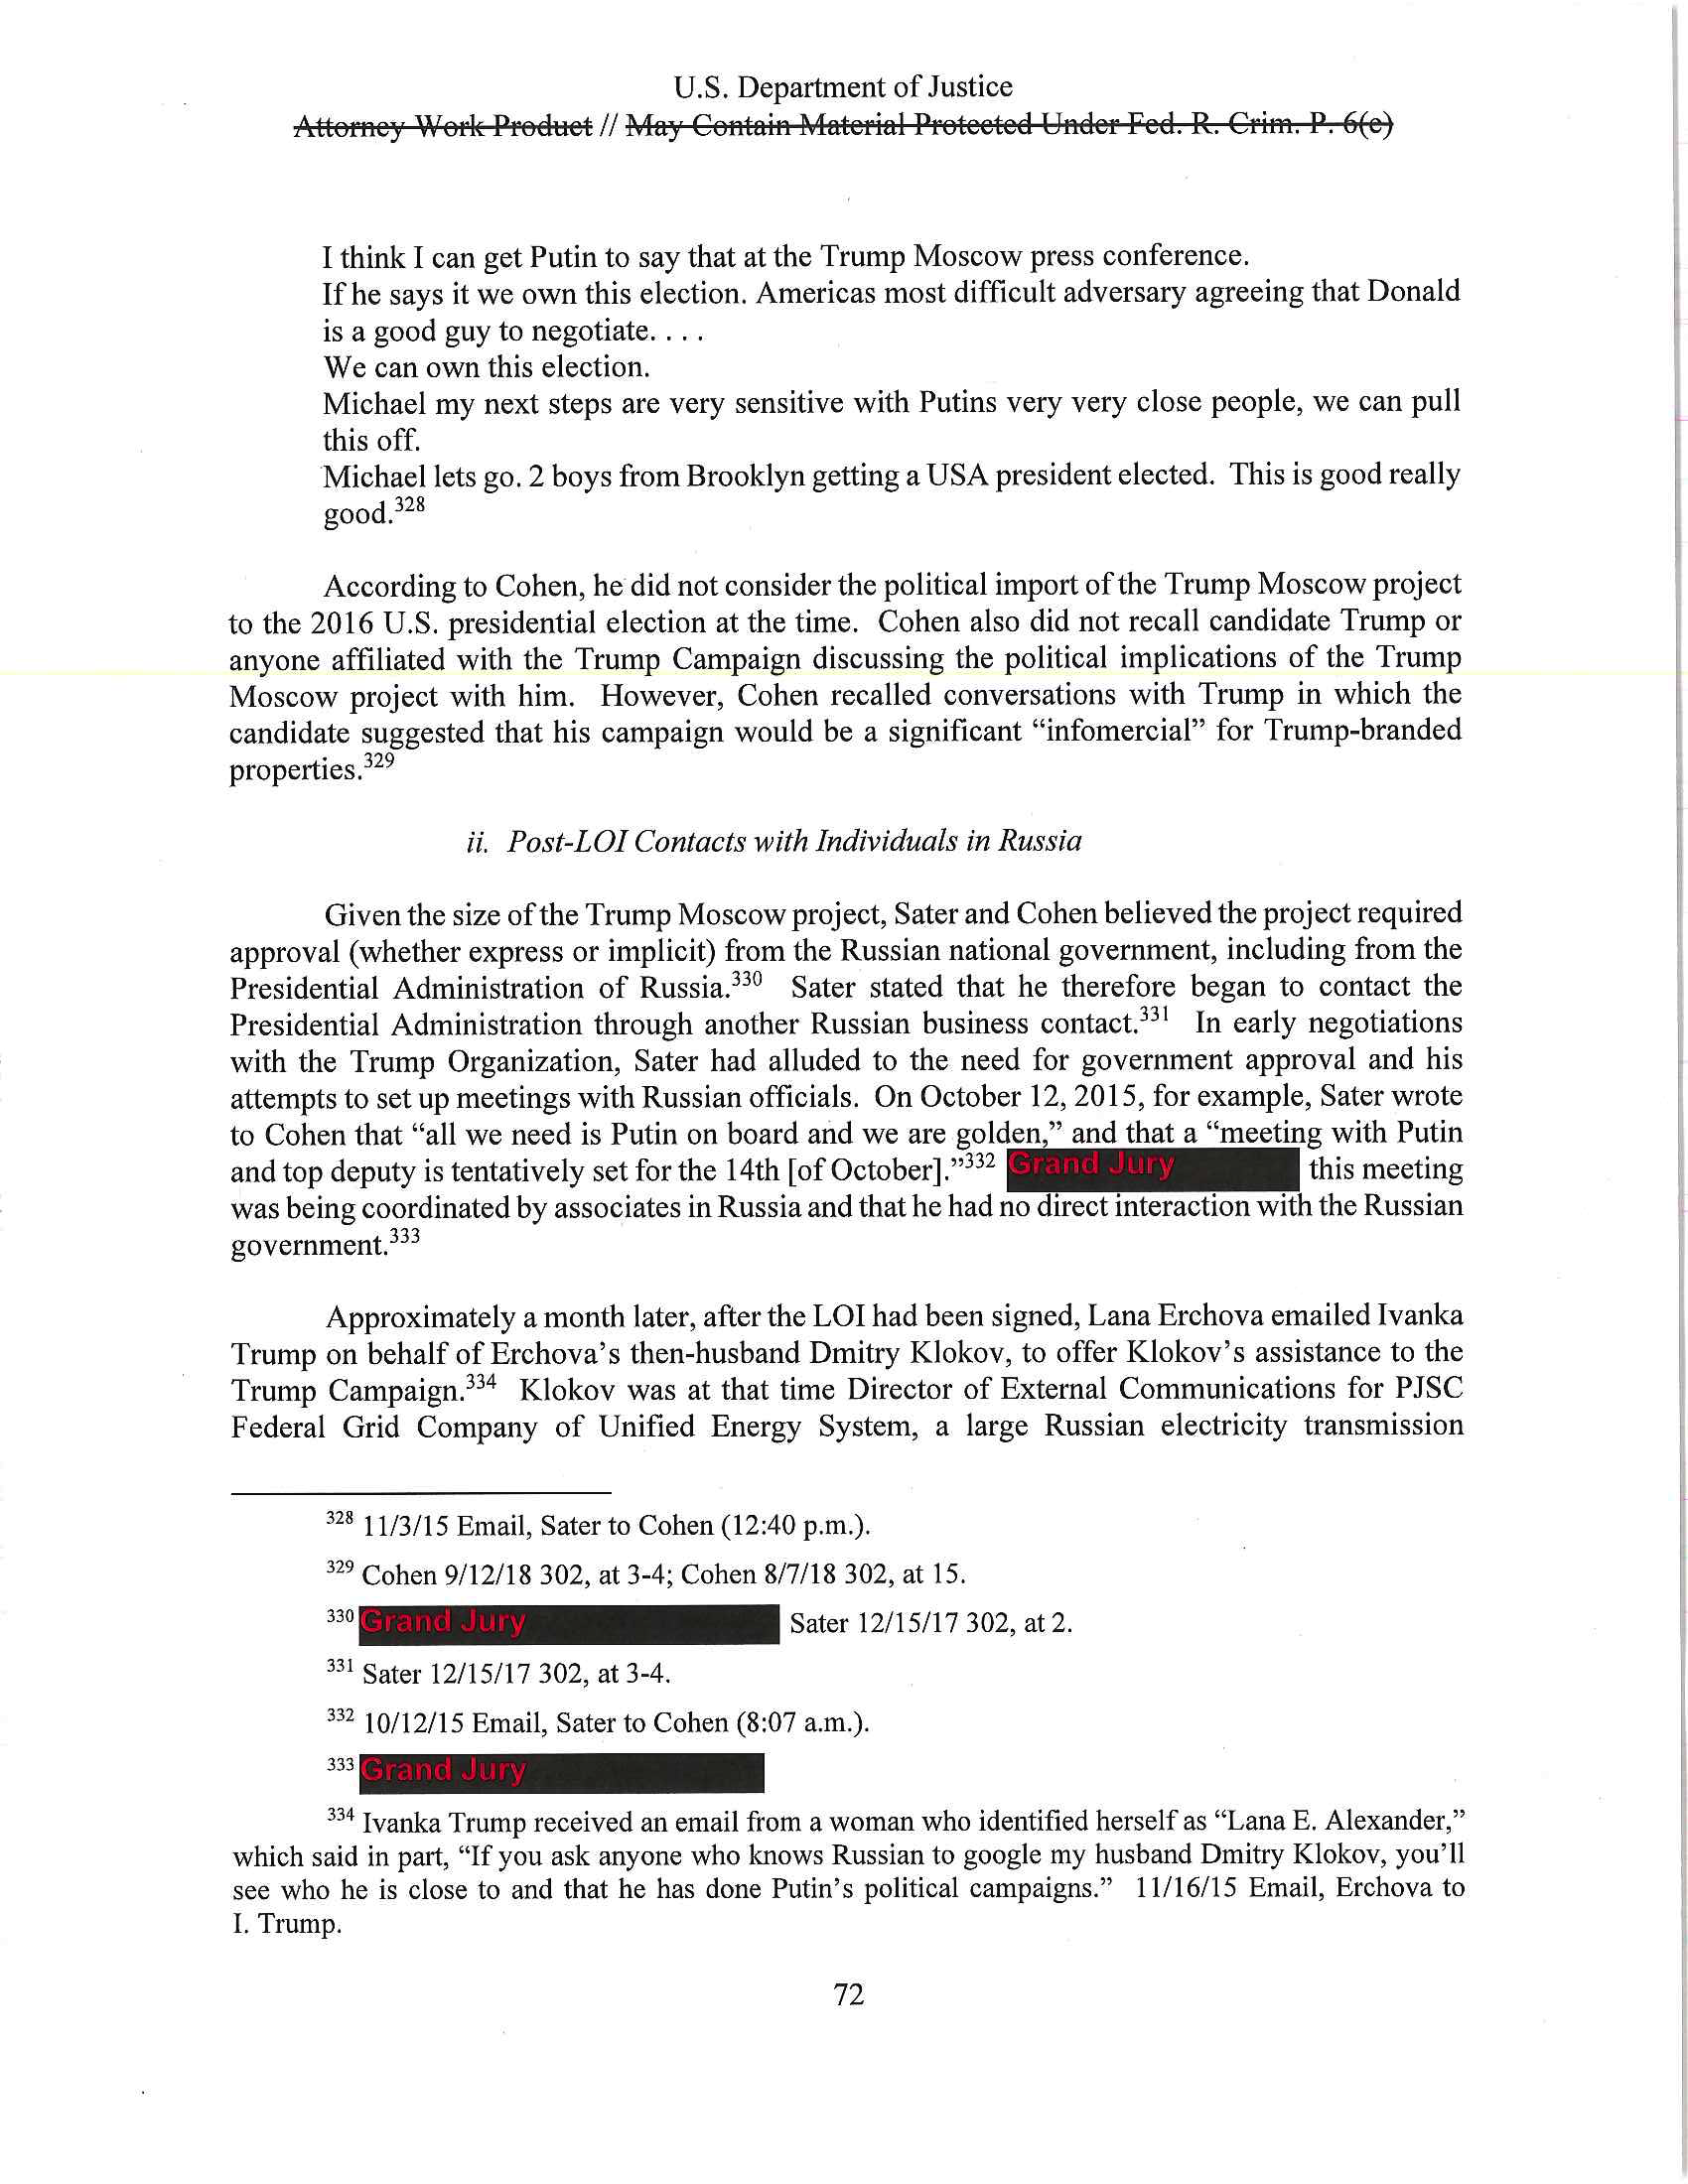 U.S. Department of Justice
Attorney Work Product // May Contain Material Protected Under Fed. R. Crim. P. 6(e)
I think I can get Putin to say that at the Trump Moscow press conference.
If he says it we own this election. Americas most difficult adversary agreeing that Donald
is a good guy to negotiate. . . .
We can own this election.
Michael my next steps are very sensitive with Putins very very close people, we can pull
this off.
Michael lets go. 2 boys from Brooklyn getting a USA president elected. This is good really
good.328
According to Cohen, he did not consider the political import of the Trump Moscow project
to the 2016 U.S. presidential election at the time. Cohen also did not recall candidate Trump or
anyone affiliated with the Trump Campaign discussing the political implications of the Trump
Moscow project with him. However, Cohen recalled conversations with Trump in which the
candidate suggested that his campaign would be a significant “infomercial” for Trump-branded
properties.329
ii. Post-LOI Contacts with Individuals in Russia
Given the size of the Trump Moscow project, Sater and Cohen believed the project required
approval (whether express or implicit) from the Russian national government, including from the
Presidential Administration of Russia.330 Sater stated that he therefore began to contact the
Presidential Administration through another Russian business contact.331 In early negotiations
with the Trump Organization, Sater had alluded to the need for government approval and his
attempts to set up meetings with Russian officials. On October 12, 2015, for example, Sater wrote
to Cohen that “all we need is Putin on board and we are golden,” and that a “meeting with Putin
and top deputy is tentatively set for the 14th [of October].”332 Grand Jury this meeting
was being coordinated by associates in Russia and that he had no direct interaction with the Russian
government.333
Approximately a month later, after the LOI had been signed, Lana Erchova emailed Ivanka
Trump on behalf of Erchova’s then-husband Dmitry Klokov, to offer Klokov’s assistance to the
Trump Campaign.334 Klokov was at that time Director of External Communications for PJSC
Federal Grid Company of Unified Energy System, a large Russian electricity transmission
328 11/3/15 Email, Sater to Cohen (12:40 p.m.).
329 Cohen 9/12/18 302, at 3-4; Cohen 8/7/18 302, at 15.
330 Grand Jury Sater 12/15/17 302, at 2.
331 Sater 12/15/17 302, at 3-4.
332 10/12/15 Email, Sater to Cohen (8:07 a.m.).
333 Grand Jury
334 Ivanka Trump received an email from a woman who identified herself as “Lana E. Alexander,”
which said in part, “If you ask anyone who knows Russian to google my husband Dmitry Klokov, you’ll
see who he is close to and that he has done Putin’s political campaigns.” 11/16/15 Email, Erchova to
I. Trump.
72